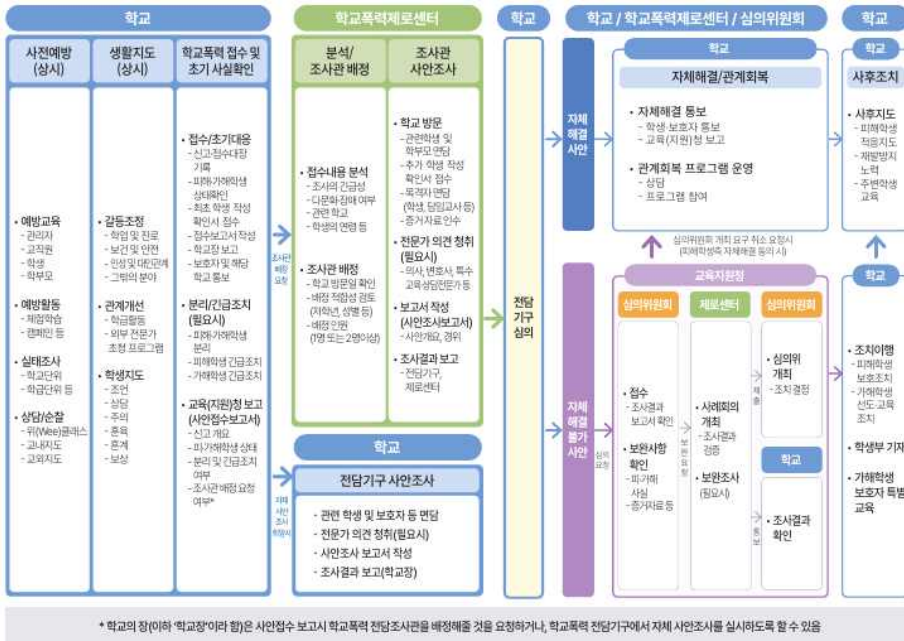 학교
사전예방
(상시)
• 예방교육
- 관리자
- 교직원
- 학생
- 학부모
• 예방활동
- 체험학습
- 캠페인 등
• 실태조사
- 학교단위
- 학급단위 등
• 상담/순찰
- 위(Wee)클래스
- 교내지도
- 교외지도
생활지도
(상시)
• 갈등조정
- 학업 및 진로
- 보건 및 안전
- 인성 및 대인관계
- 그밖의 분야
• 관계개선
- 학급활동
- 외부 전문가
초청 프로그램
• 학생지도
- 조언
- 상담
- 주의
- 훈육
- 훈계
- 보상
학교폭력 접수 및
초기 사실확인
• 접수/초기대응
- 신고·접수대장
기록
- 피해·가해학생
상태확인
- 최초 학생 작성
확인서 접수
- 접수보고서 작성
- 학교장 보고
- 보호자 및 해당
학교 통보
• 분리/긴급조치
(필요시)
- 피해·가해학생
분리
- 피해학생 긴급조치
- 가해학생 긴급조치
• 교육(지원)청 보고
(사안접수보고서)
- 신고 개요
- 피·가해학생 상태
- 분리 및 긴급조치
여부
- 조사관 배정 요청
여부*
조사관
배정
요청
자체
사안
조사
희망시
학교폭력제로센터
분석/
조사관 배정
• 접수내용 분석
- 조사의 긴급성
- 다문화·장애 여부
- 관련 학교
- 학생의 연령 등
• 조사관 배정
- 학교 방문일 확인
- 배정 적합성 검토
(저학년, 성별 등)
- 배정 인원
(1명 또는 2명이상)
조사관
사안조사
• 학교 방문
- 관련학생 및
학부모 면담
- 추가 학생 작성
확인서 접수
- 목격자 면담
(학생, 담임교사 등)
- 증거자료 인수
• 전문가 의견 청취
(필요시)
- 의사, 변호사, 특수
교육 상담전문가 등
• 보고서 작성
(사안조사보고서)
- 사안개요, 경위
• 조사결과 보고
- 전담기구,
제로센터
학교
전담기구 사안조사
• 관련 학생 및 보호자 등 면담
• 전문가 의견 청취(필요시)
• 사안조사 보고서 작성
• 조사결과 보고(학교장)
학교
전담
기구
심의
학교 / 학교폭력제로센터 / 심의위원회
자체
해결
사안
학교
자체해결/관계회복
• 자체해결 통보
- 학생·보호자 통보
- 교육(지원)청 보고
• 관계회복 프로그램 운영
- 상담
- 프로그램 참여
심의위원회 개최 요구 취소 요청시
(피해학생측 자체해결 동의 시)
자체
해결
불가
사안
심의
요청
교육지원청
심의위원회
• 접수
- 조사결과
보고서 확인
• 보완사항
확인
- 피·가해
사실
- 증거자료 등
보완요청
제로센터
• 사례회의
개최
- 조사결과
검증
• 보완조사
(필요시)
제출
통보
심의위원회
• 심의위
개최
- 조치 결정
학교
• 조사결과
확인
학교
학교
사후조치
• 사후지도
- 피해학생
적응지도
- 재발방지
노력
- 주변학생
교육
학교
• 조치이행
- 피해학생
보호조치
- 가해학생
선도·교육
조치
• 학생부 기재
• 가해학생
보호자 특별
교육
* 학교의 장(이하 '학교장'이라 함)은 사안접수 보고시 학교폭력 전담조사관을 배정해줄 것을 요청하거나, 학교폭력 전담기구에서 자체 사안조사를 실시하도록 할 수 있음